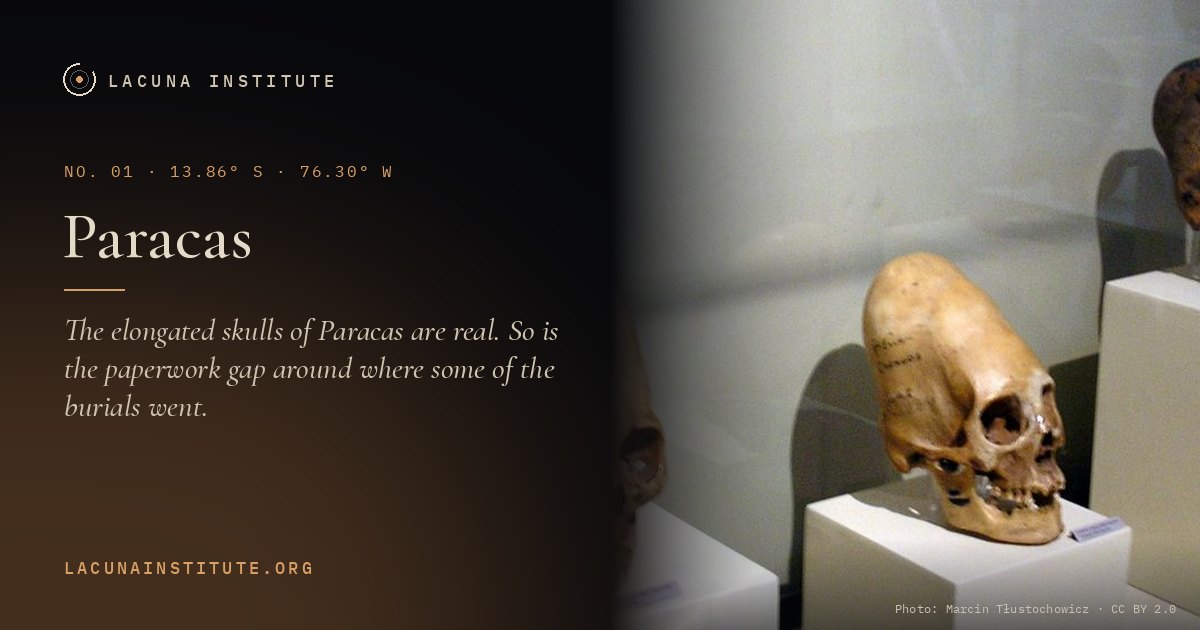 LACUNA INSTITUTE
NO. 01 · 13.86° S · 76.30° W
Paracas
The elongated skulls of Paracas are real. So is
the paperwork gap around where some of the
burials went.
LACUNAINSTITUTE.ORG
Photo: Marcin Tłustochowicz · CC BY 2.0